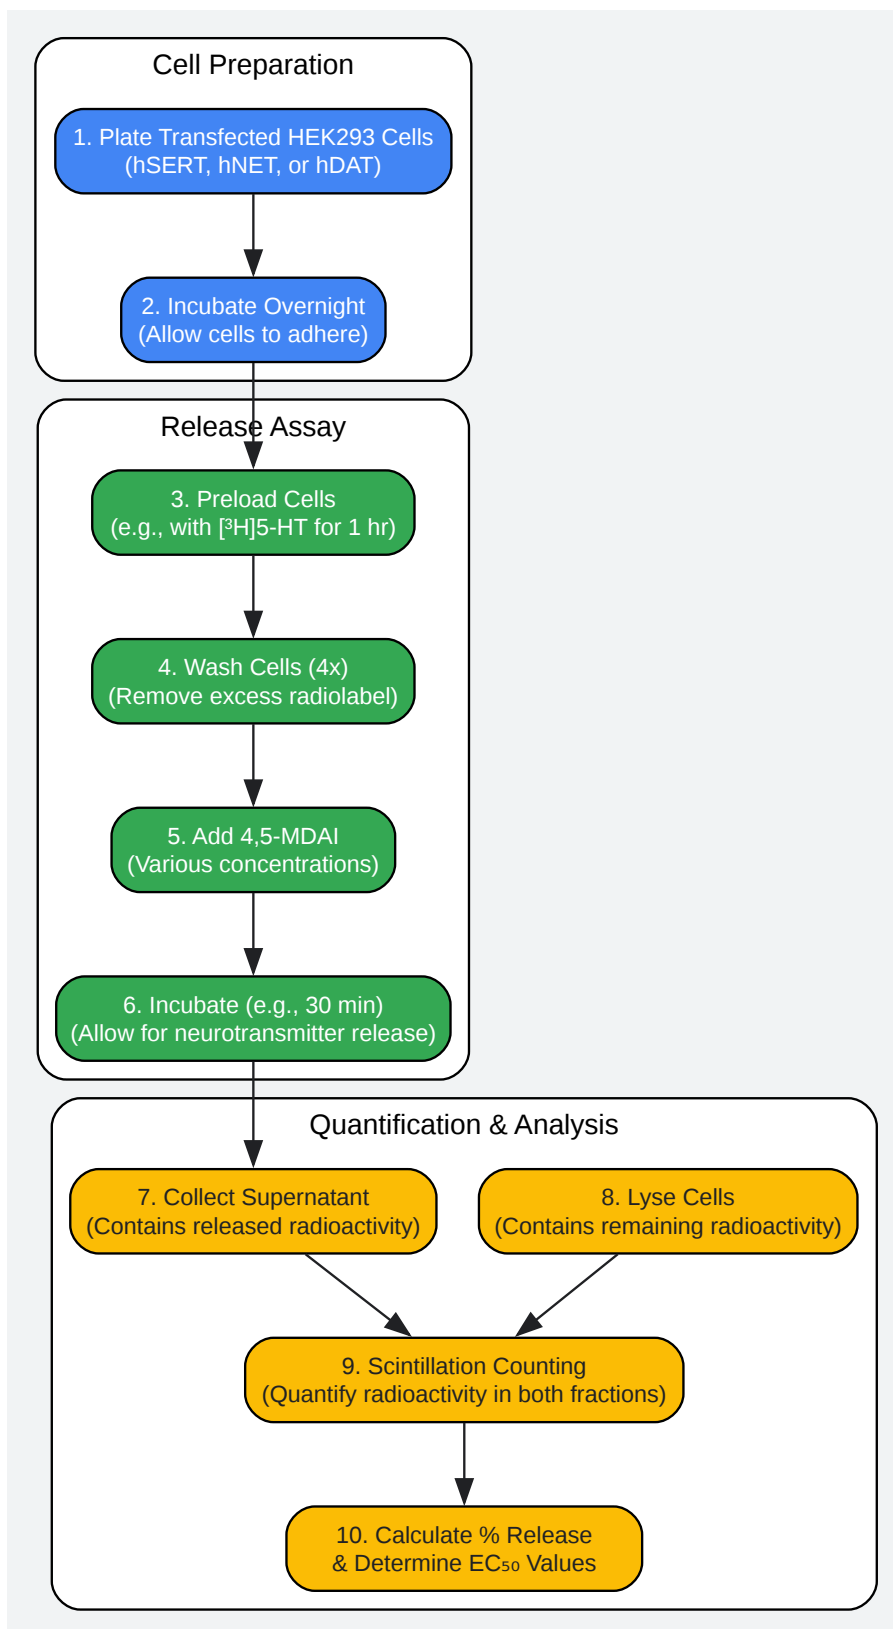 Cell Preparation
1. Plate Transfected HEK293 Cells
(hSERT, hNET, or hDAT)
2. Incubate Overnight
(Allow cells to adhere)
Release Assay
3. Preload Cells
(e.g., with [³H]5-HT for 1 hr)
4. Wash Cells (4x)
(Remove excess radiolabel)
5. Add 4,5-MDAI
(Various concentrations)
6. Incubate (e.g., 30 min)
(Allow for neurotransmitter release)
Quantification & Analysis
7. Collect Supernatant
(Contains released radioactivity)
8. Lyse Cells
(Contains remaining radioactivity)
9. Scintillation Counting
(Quantify radioactivity in both fractions)
10. Calculate % Release
& Determine EC₅₀ Values